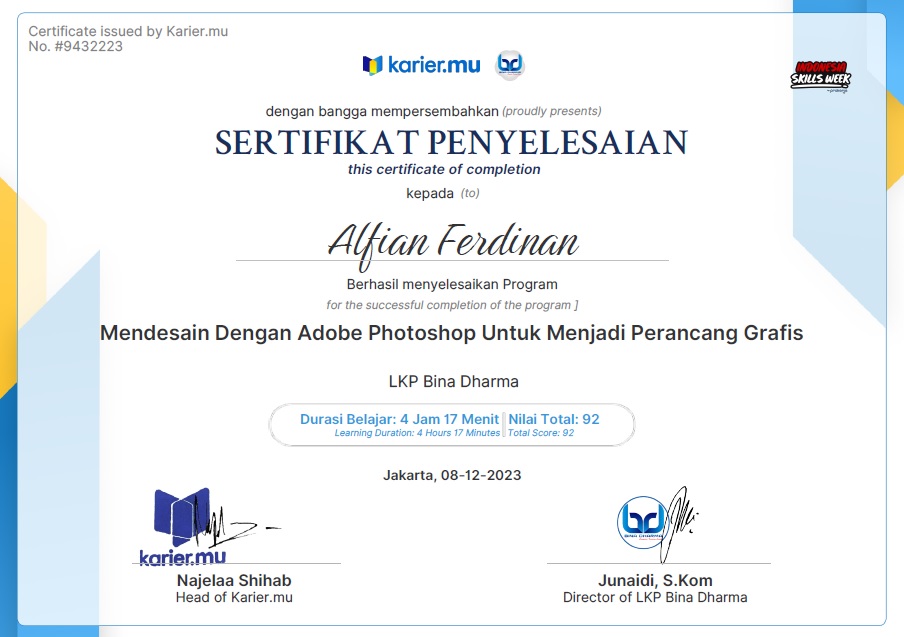 Certificate issued by Karier.mu
No. #9432223
karier.mu
INDONESIA
SKILLS WEEK
dengan bangga mempersembahkan (proudly presents)
SERTIFIKAT PENYELESAIAN
this certificate of completion
kepada (to)
Alfian Ferdinan
Berhasil menyelesaikan Program
for the successful completion of the program ]
Mendesain Dengan Adobe Photoshop Untuk Menjadi Perancang Grafis
LKP Bina Dharma
Durasi Belajar: 4 Jam 17 Menit Nilai Total: 92
Learning Duration: 4 Hours 17 Minutes Total Score: 92
Jakarta, 08-12-2023
karier.mu
Najelaa Shihab
Head of Karier.mu
Junaidi, S.Kom
Director of LKP Bina Dharma